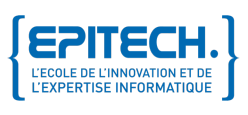 {EPITECH.}
L'ECOLE DE L'INNOVATION ET DE
L'EXPERTISE INFORMATIQUE